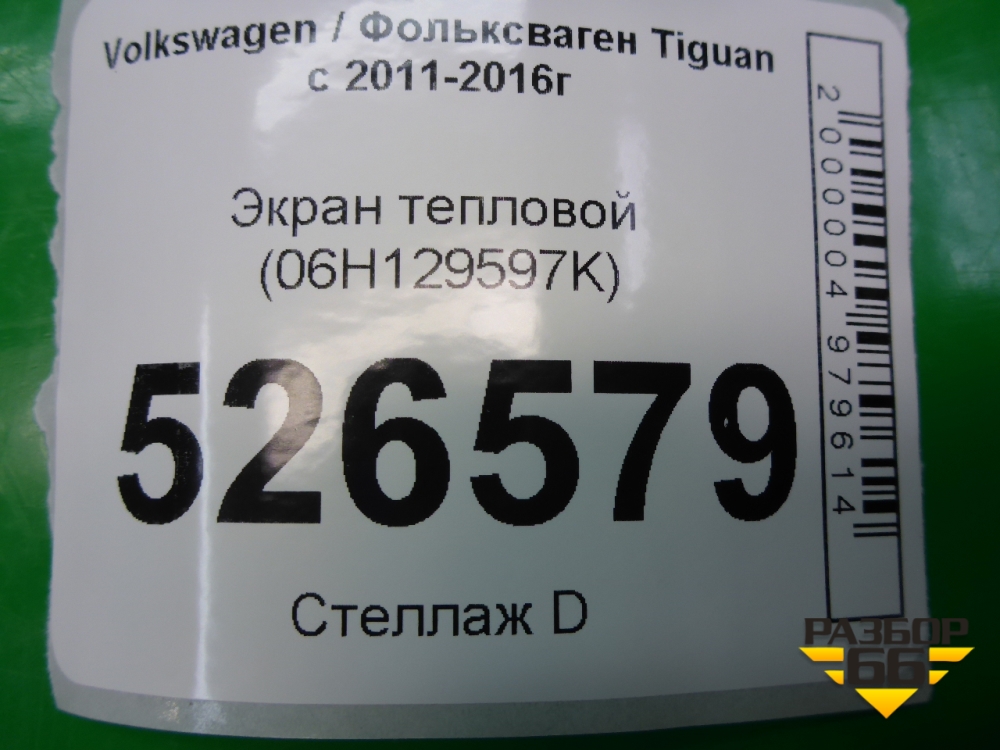 Volkswagen / Фольксваген Tiguan
с 2011-2016г
Экран тепловой
(06H129597K)
526579
Стеллаж D
2000004979614
РАЗБОР
66